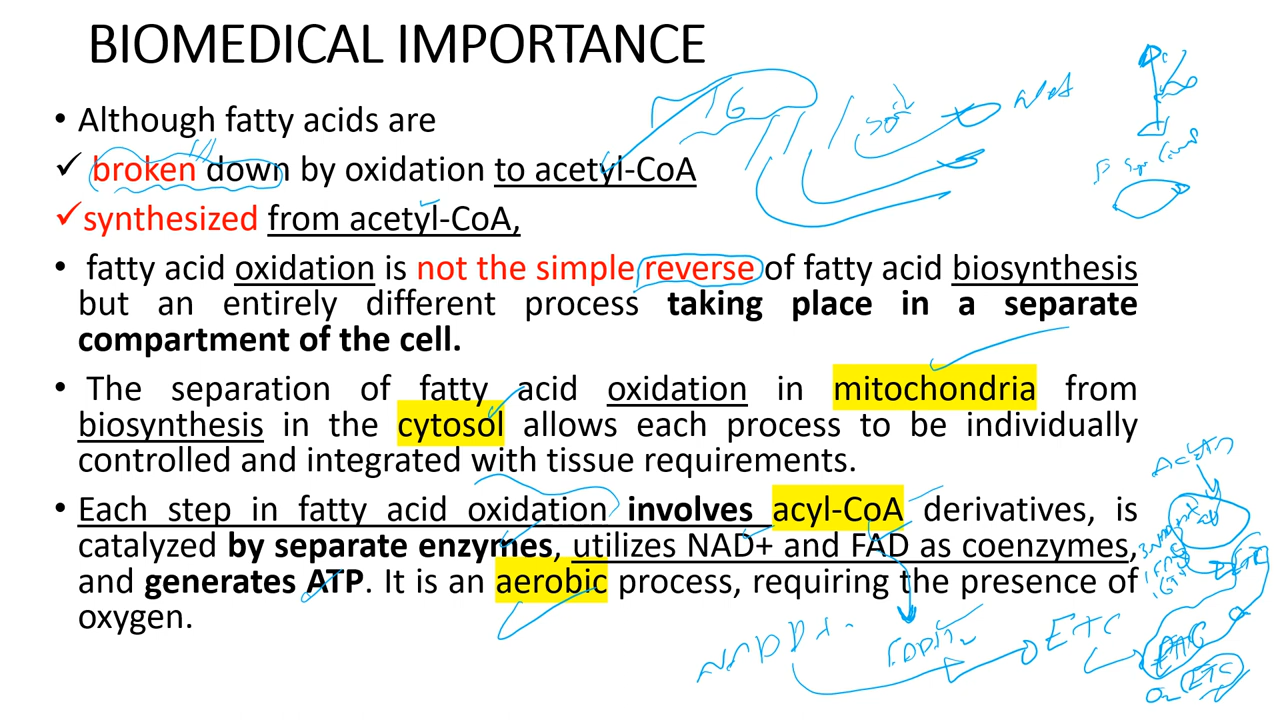 BIOMEDICAL IMPORTANCE
• Although fatty acids are
✓ broken down by oxidation to acetyl-CoA
✓synthesized from acetyl-CoA,
• fatty acid oxidation is not the simple reverse of fatty acid biosynthesis
but an entirely different process taking place in a separate
compartment of the cell.
• The separation of fatty acid oxidation in mitochondria from
biosynthesis in the cytosol allows each process to be individually
controlled and integrated with tissue requirements.
• Each step in fatty acid oxidation involves acyl-CoA derivatives, is
catalyzed by separate enzymes, utilizes NAD+ and FAD as coenzymes,
and generates ATP. It is an aerobic process, requiring the presence of
oxygen.
ETC
ETC